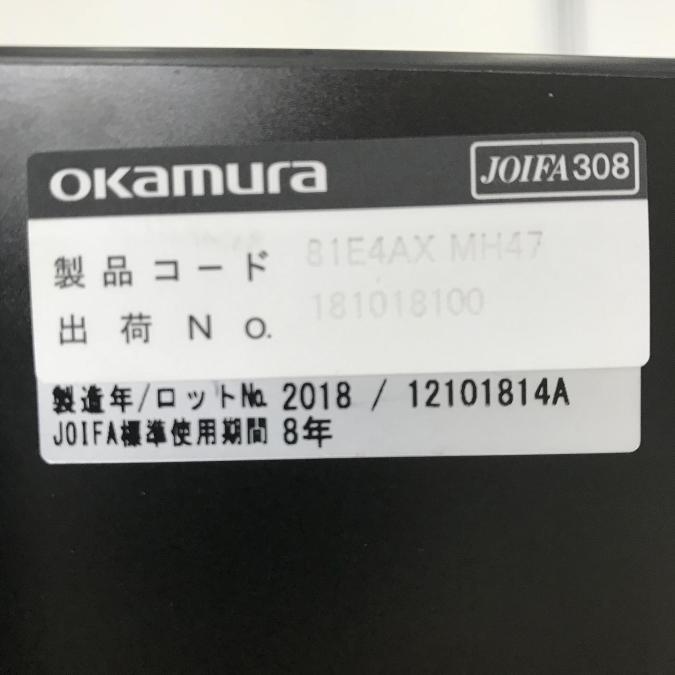 okamura
JOIFA308
製品コード 81E4AX MH47
出荷No. 181018100
製造年/ロット№ 2018 / 12101814A
JOIFA標準使用期間 8年